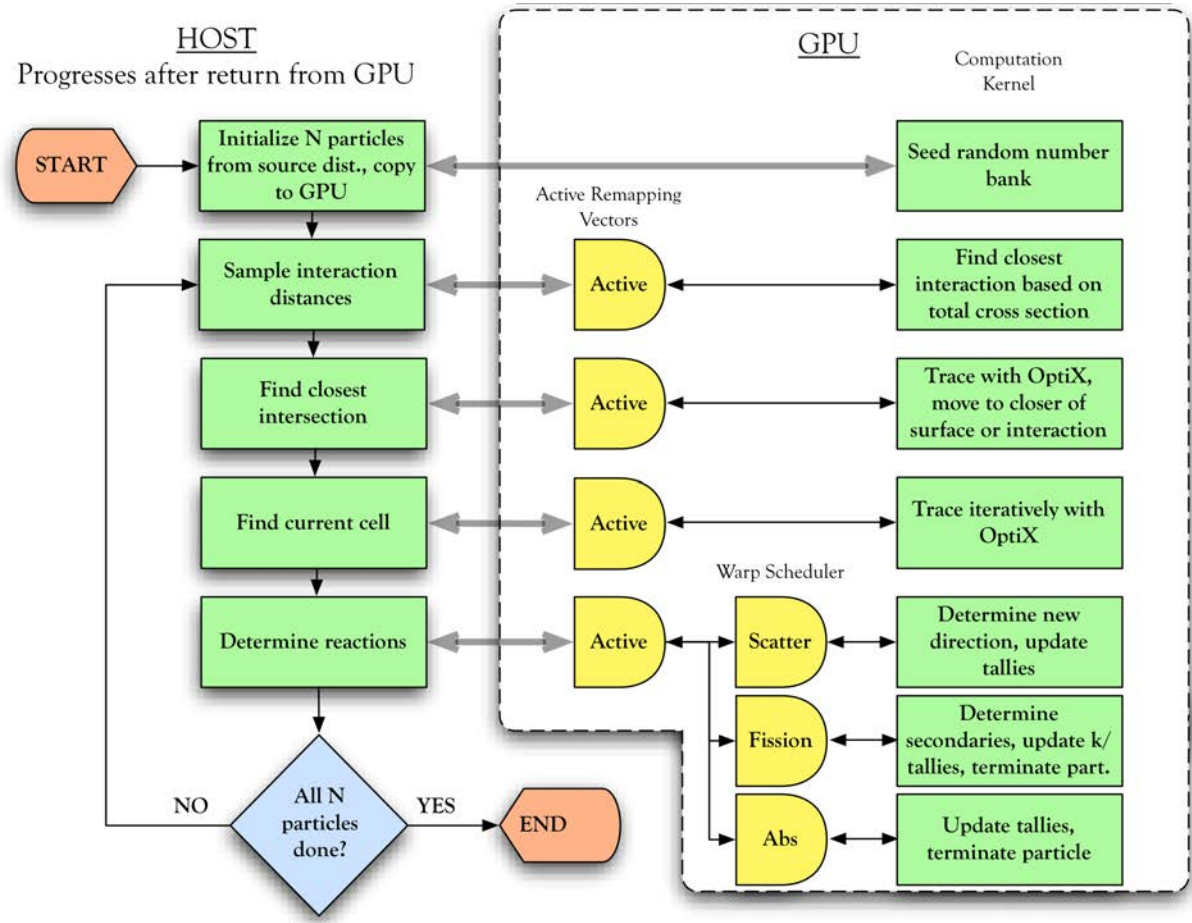 HOST
Progresses after return from GPU
GPU
Computation
Kernel
START
Initialize N particles
from source dist., copy
to GPU
Seed random number
bank
Active Remapping
Vectors
Sample interaction
distances
Active
Find closest
interaction based on
total cross section
Find closest
intersection
Active
Trace with OptiX,
move to closer of
surface or interaction
Find current cell
Active
Trace iteratively with
OptiX
Warp Scheduler
Determine reactions
Active
Scatter
Determine new
direction, update
tallies
Fission
Determine
secondaries, update k/
tallies, terminate part.
NO
All N
particles
done?
YES
END
Abs
Update tallies,
terminate particle